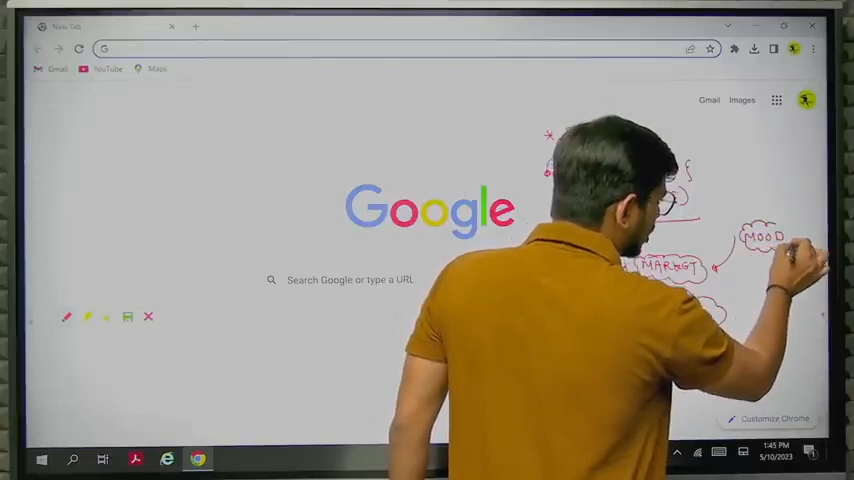 New Tab
G
Gmail YouTube Maps
Gmail Images
Google
Search Google or type a URL
MOOD
MARKET
Customize Chrome
1:45 PM
5/10/2023